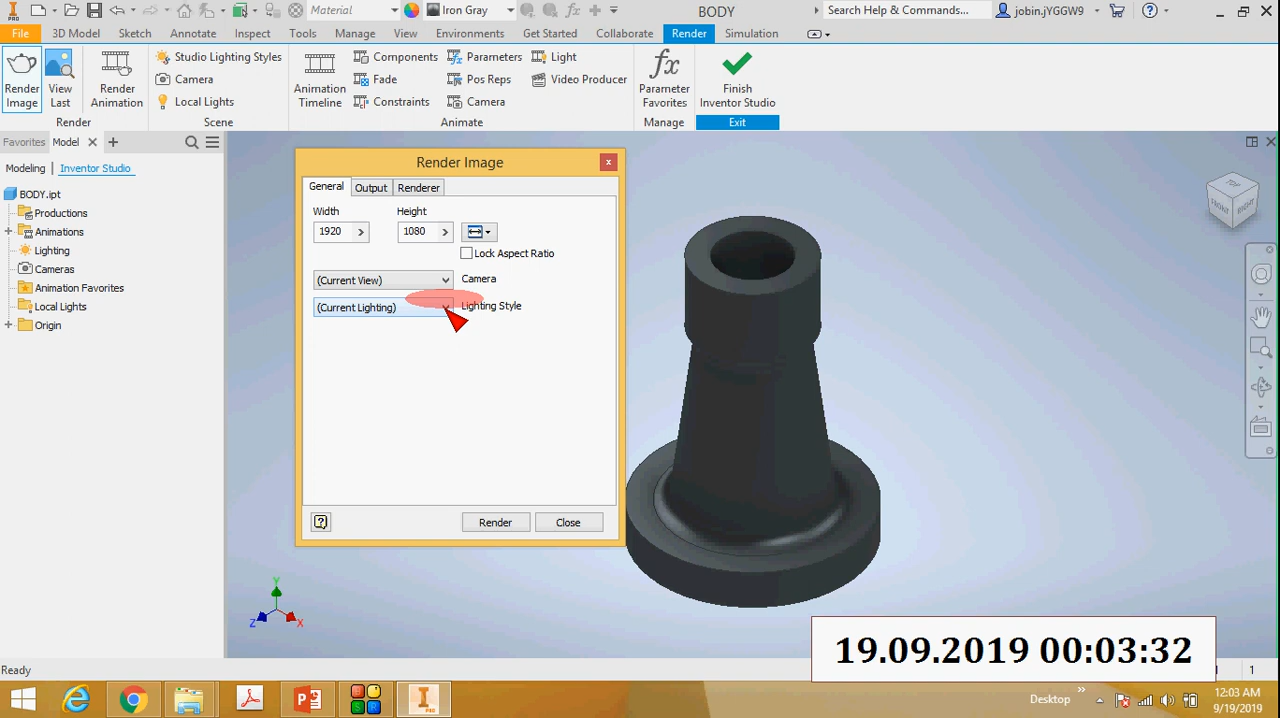 PRO
Material
Iron Gray
BODY
Search Help & Commands...
jobin.jYGGW9
File
3D Model
Sketch
Annotate
Inspect
Tools
Manage
View
Environments
Get Started
Collaborate
Render
Simulation
Render Image
View Last
Render Animation
Studio Lighting Styles
Camera
Local Lights
Animation Timeline
Components
Fade
Constraints
Parameters
Pos Reps
Camera
Light
Video Producer
Parameter Favorites
Finish Inventor Studio
Render
Scene
Animate
Manage
Exit
Favorites
Model
Modeling
Inventor Studio
BODY.ipt
Productions
Animations
Lighting
Cameras
Animation Favorites
Local Lights
Origin
Render Image
General
Output
Renderer
Width
Height
1920
1080
Lock Aspect Ratio
(Current View)
Camera
(Current Lighting)
Lighting Style
Render
Close
TOP
FRONT
RIGHT
Y
Z
X
19.09.2019 00:03:32
Ready
1
Desktop
12:03 AM
9/19/2019